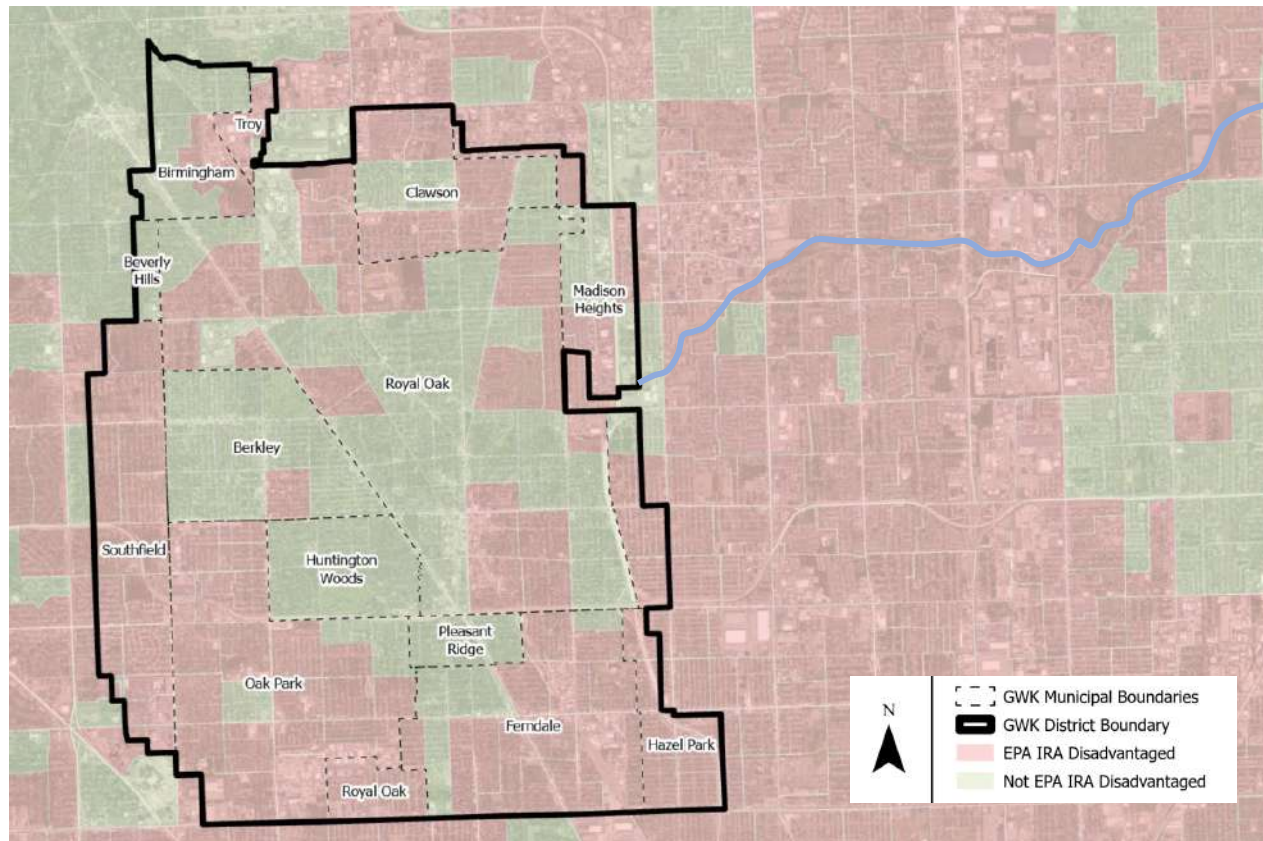 Troy
Birmingham
Clawson
Beverly
Hills
Madison
Heights
Royal Oak
Berkley
Southfield
Huntington
Woods
Pleasant
Ridge
Oak Park
Ferndale
Hazel Park
Royal Oak
N
GWK Municipal Boundaries
GWK District Boundary
EPA IRA Disadvantaged
Not EPA IRA Disadvantaged